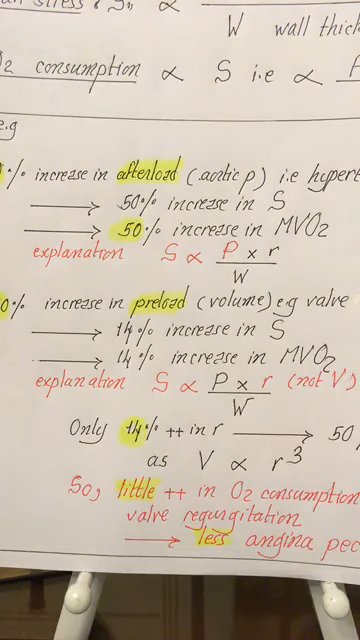 stress
∝
W wall thick
O2 consumption ∝ S i.e ∝ P
e.g
0% increase in afterload (aortic p) i.e hypert
→ 50% increase in S
→ 50% increase in MVO2
explanation S ∝ P x r
W
0% increase in preload (volume) e.g valve
→ 14% increase in S
→ 14% increase in MVO2
explanation S ∝ P x r (not V)
W
Only 14% ++ in r → 50
as V ∝ r³
So, little ++ in O2 consumption
valve regurgitation
→ less angina pec